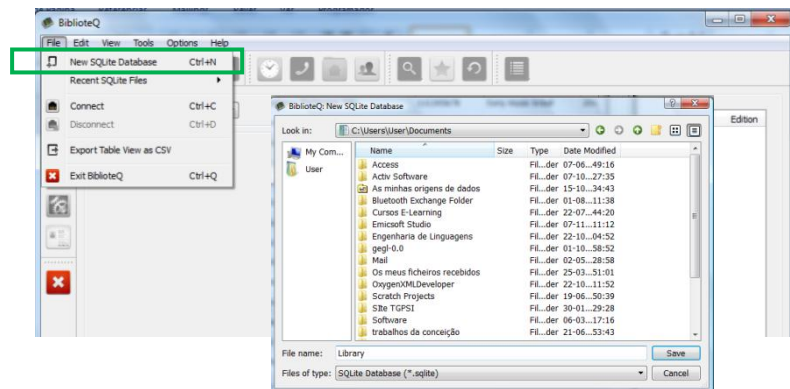 BiblioteQ
File Edit View Tools Options Help
New SQLite Database Ctrl+N
Recent SQLite Files
Connect Ctrl+C
Disconnect Ctrl+D
Export Table View as CSV
Exit BiblioteQ Ctrl+Q
Edition
BiblioteQ: New SQLite Database
Look in: C:\Users\User\Documents
My Com...
User
Name Size Type Date Modified
Access Fil...der 07-06...49:16
Activ Software Fil...der 07-10...27:35
As minhas origens de dados Fil...der 15-10...34:43
Bluetooth Exchange Folder Fil...der 01-08...11:38
Cursos E-Learning Fil...der 22-07...44:20
Emicsoft Studio Fil...der 07-11...11:12
Engenharia de Linguagens Fil...der 22-10...04:52
gegl-0.0 Fil...der 01-10...58:52
Mail Fil...der 02-05...28:58
Os meus ficheiros recebidos Fil...der 25-03...51:01
OxygenXMLDeveloper Fil...der 22-10...11:52
Scratch Projects Fil...der 19-06...50:39
SIte TGPSI Fil...der 30-01...29:28
Software Fil...der 06-03...17:16
trabalhos da conceição Fil...der 21-06...53:43
File name: Library Save
Files of type: SQLite Database (*.sqlite) Cancel